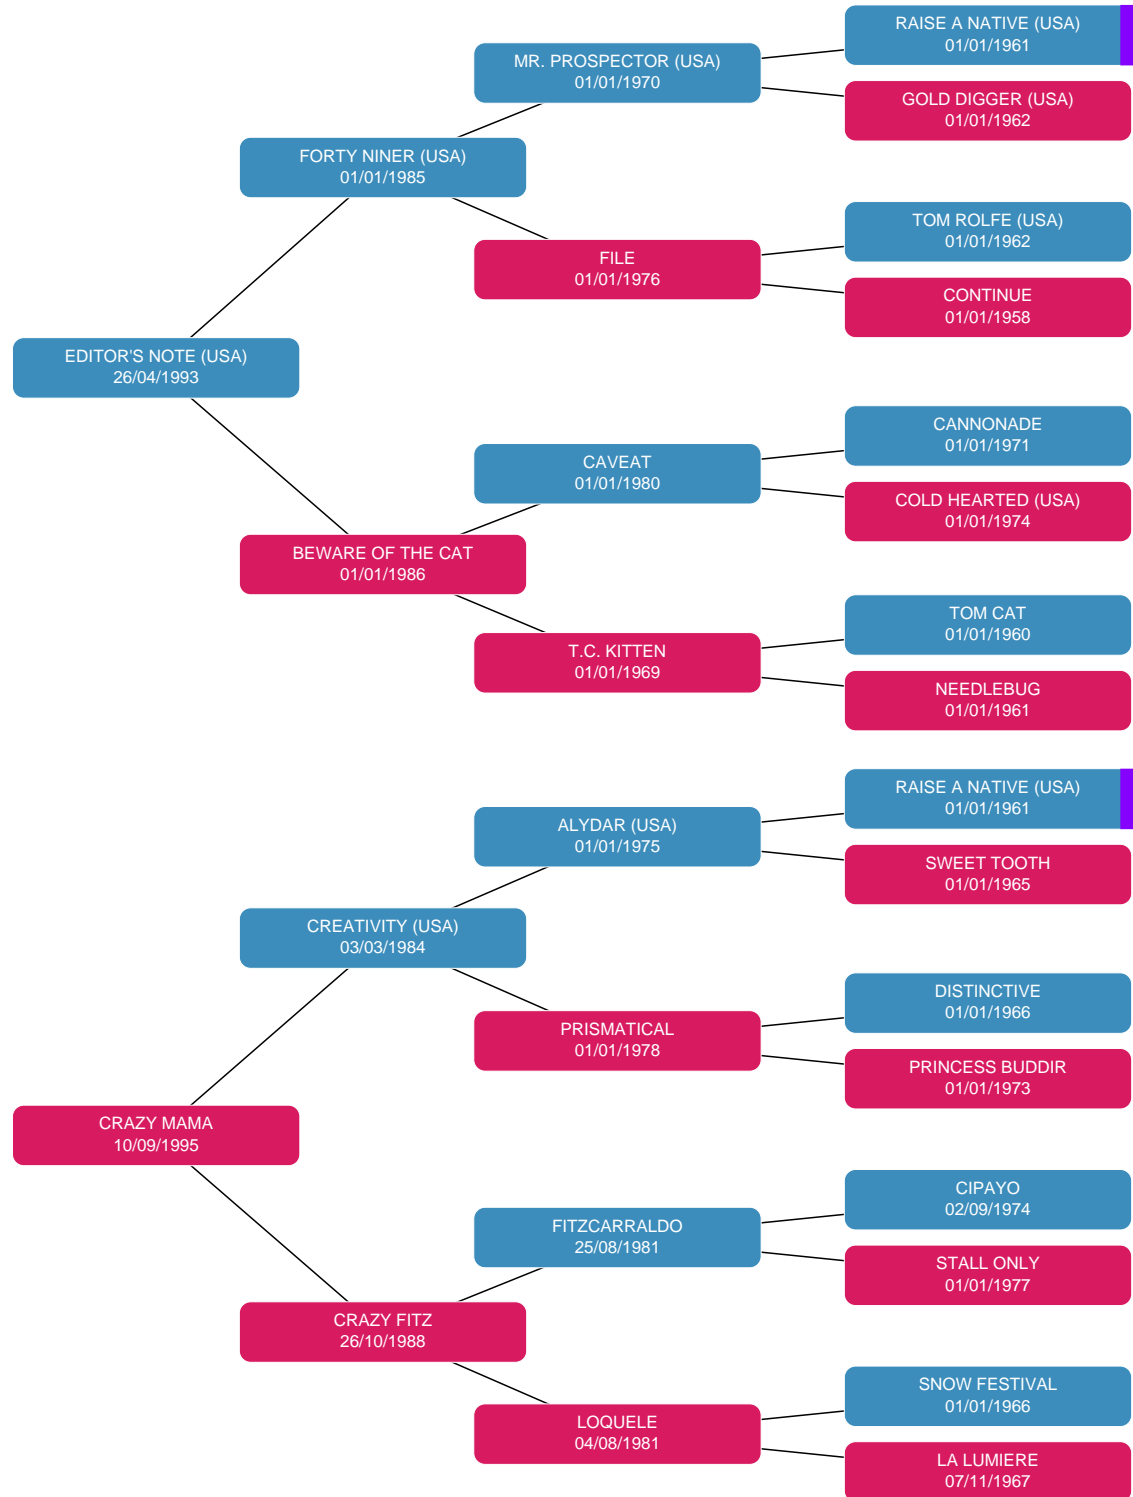 RAISE A NATIVE (USA)
01/01/1961
MR. PROSPECTOR (USA)
01/01/1970
GOLD DIGGER (USA)
01/01/1962
FORTY NINER (USA)
01/01/1985
TOM ROLFE (USA)
01/01/1962
FILE
01/01/1976
CONTINUE
01/01/1958
EDITOR'S NOTE (USA)
26/04/1993
CANNONADE
01/01/1971
CAVEAT
01/01/1980
COLD HEARTED (USA)
01/01/1974
BEWARE OF THE CAT
01/01/1986
TOM CAT
01/01/1960
T.C. KITTEN
01/01/1969
NEEDLEBUG
01/01/1961
RAISE A NATIVE (USA)
01/01/1961
ALYDAR (USA)
01/01/1975
SWEET TOOTH
01/01/1965
CREATIVITY (USA)
03/03/1984
DISTINCTIVE
01/01/1966
PRISMATICAL
01/01/1978
PRINCESS BUDDIR
01/01/1973
CRAZY MAMA
10/09/1995
CIPAYO
02/09/1974
FITZCARRALDO
25/08/1981
STALL ONLY
01/01/1977
CRAZY FITZ
26/10/1988
SNOW FESTIVAL
01/01/1966
LOQUELE
04/08/1981
LA LUMIERE
07/11/1967